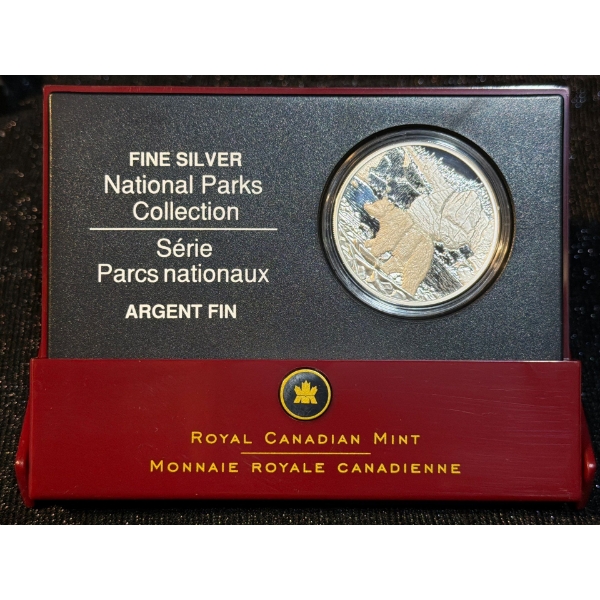 FINE SILVER
National Parks
Collection
Série
Parcs nationaux
ARGENT FIN
ROYAL CANADIAN MINT
MONNAIE ROYALE CANADIENNE